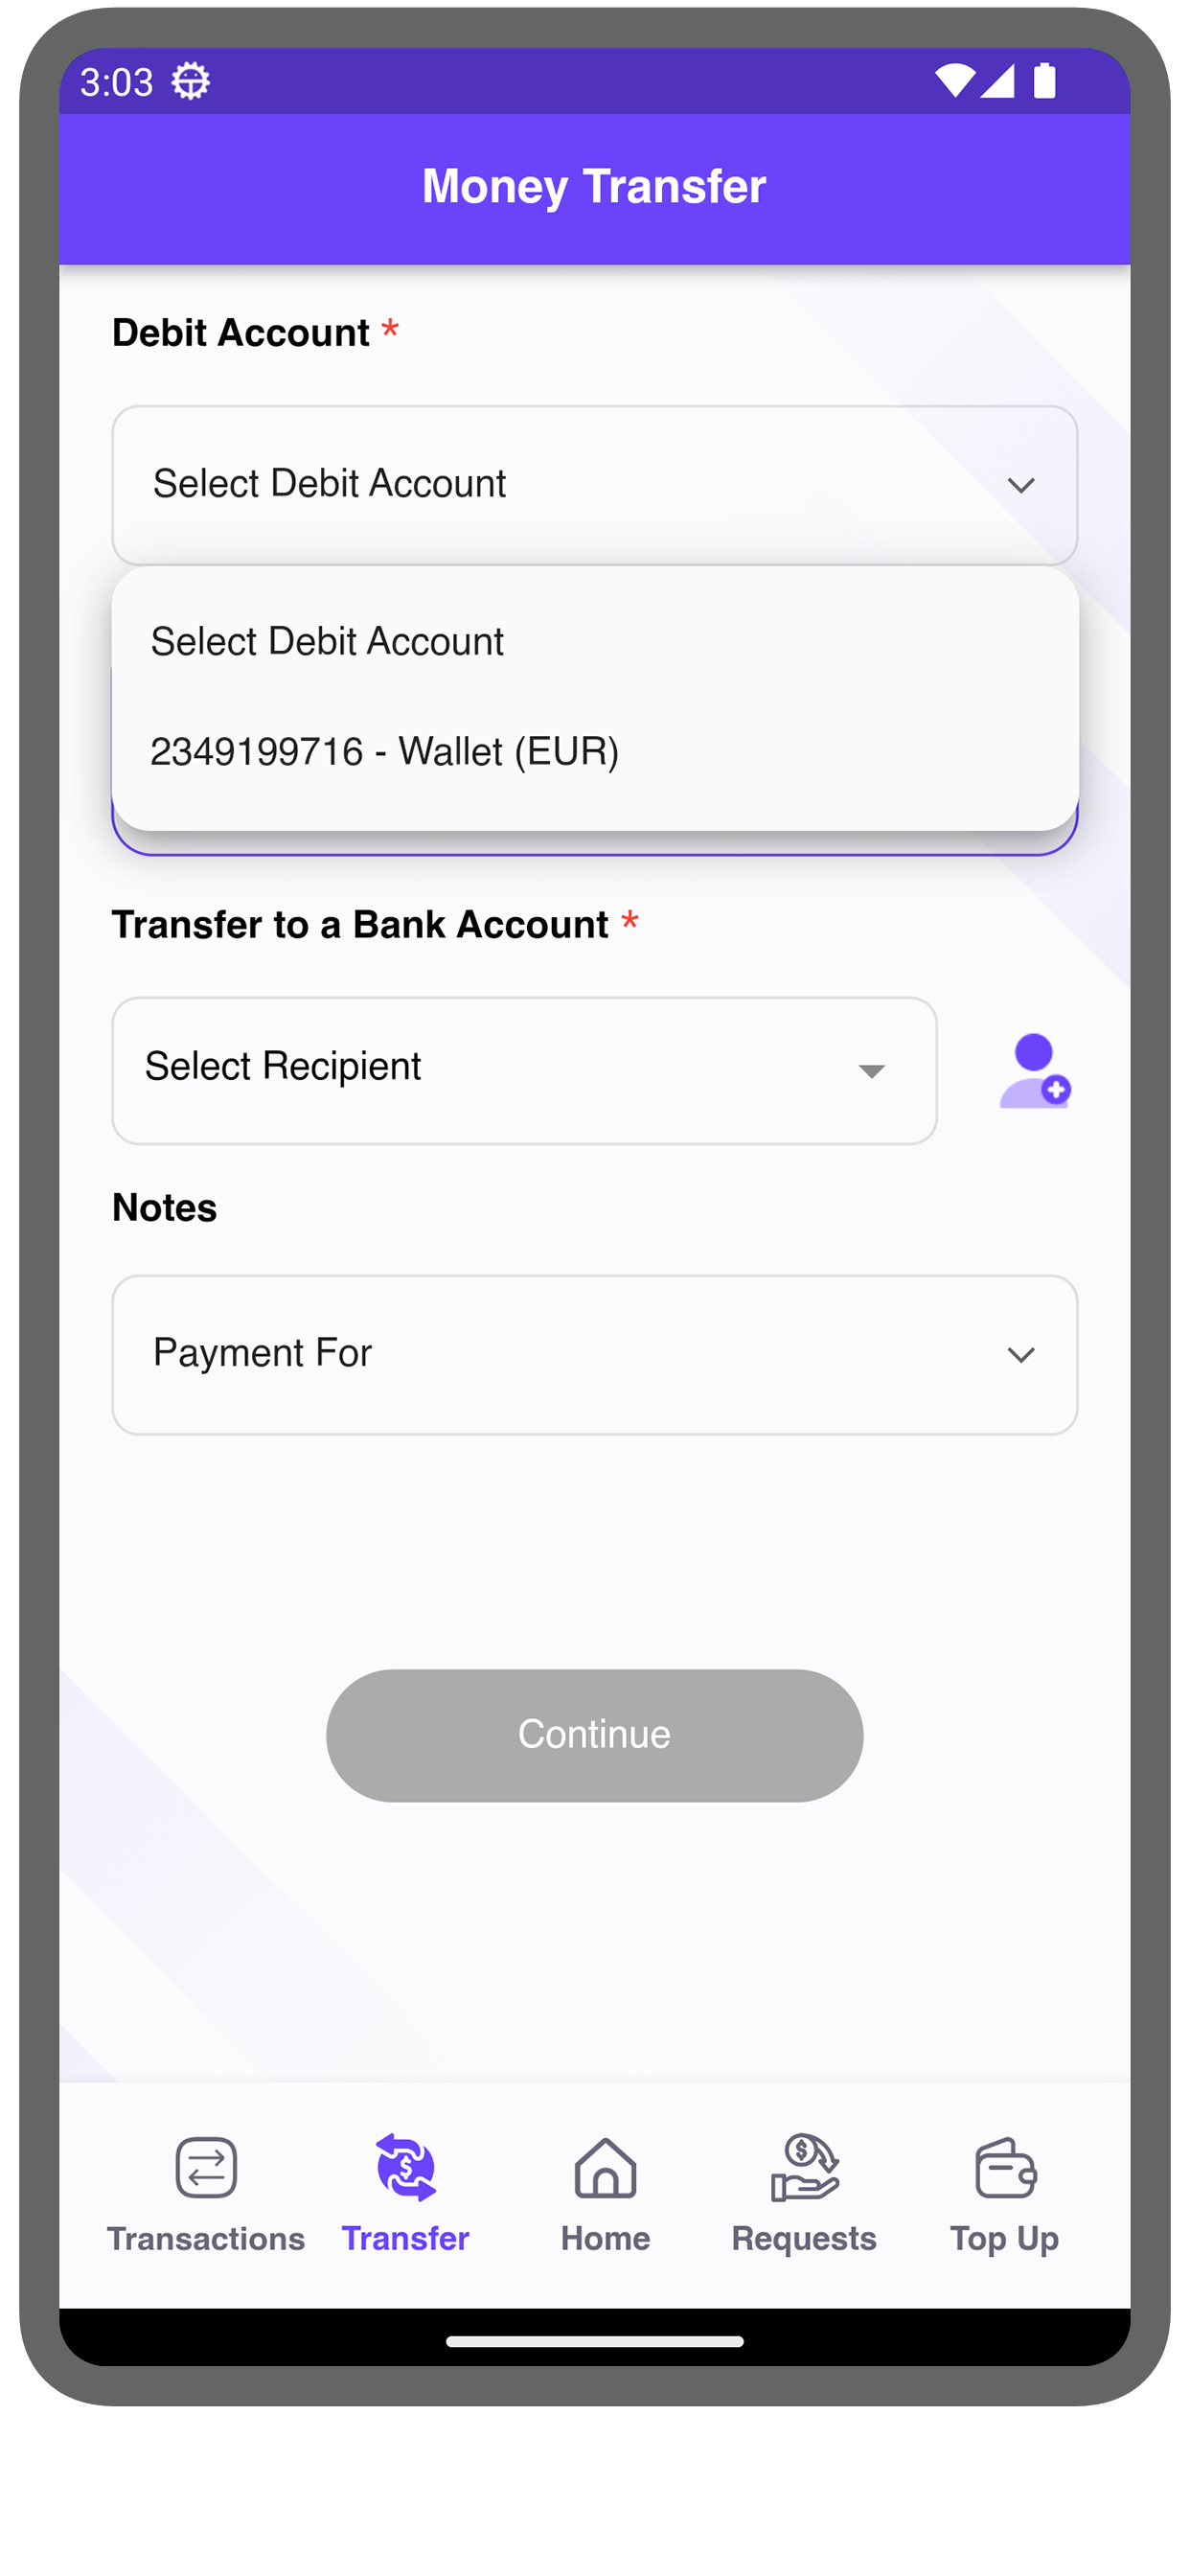 3:03
Money Transfer
Debit Account *
Select Debit Account
Select Debit Account
2349199716 - Wallet (EUR)
Transfer to a Bank Account *
Select Recipient
Notes
Payment For
Continue
Transactions Transfer Home Requests Top Up